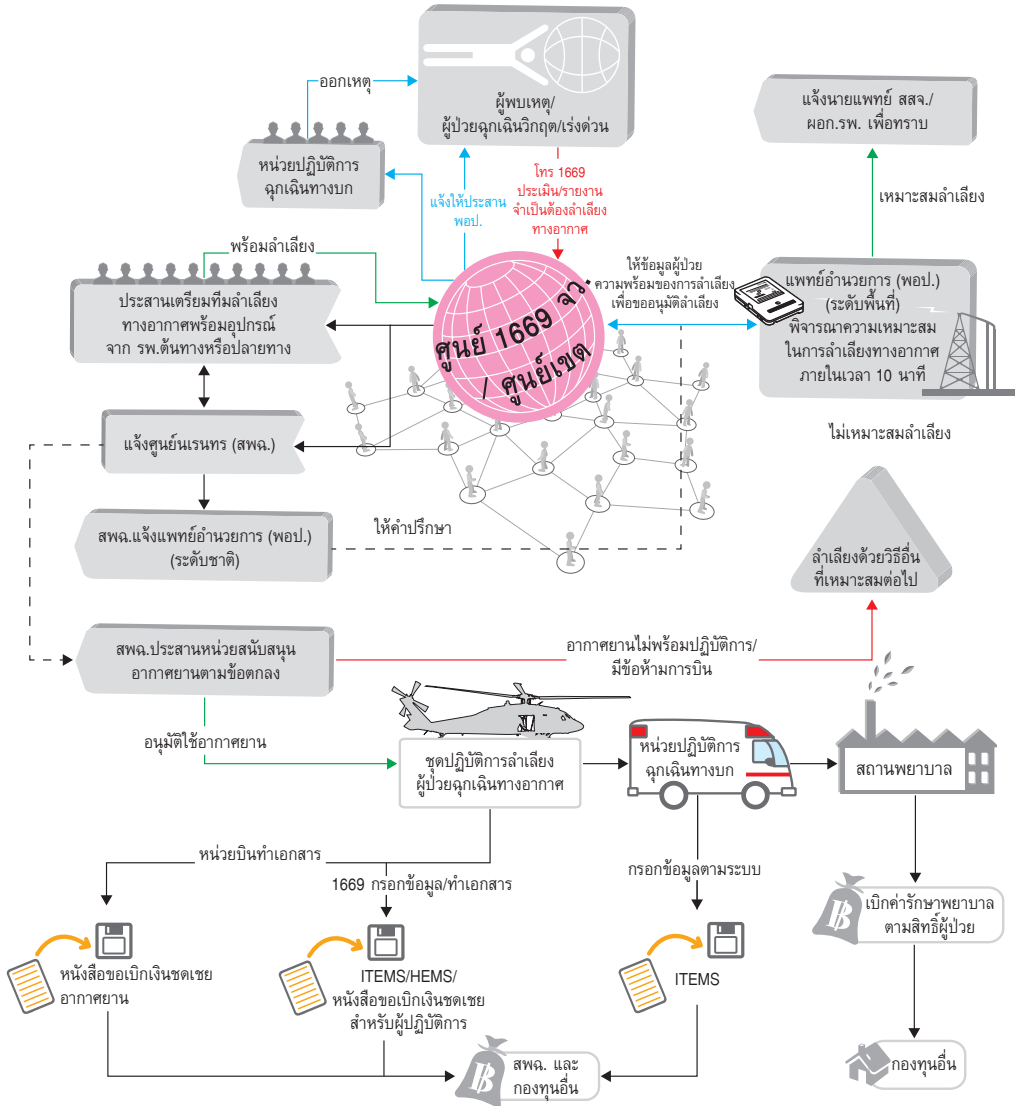 ออกเหตุ
ผู้พบเหตุ/
ผู้ป่วยฉุกเฉินวิกฤต/เร่งด่วน
แจ้งนายแพทย์ สสจ./
ผอก.รพ. เพื่อทราบ
หน่วยปฏิบัติการ
ฉุกเฉินทางบก
แจ้งให้ประสาน
พอป.
โทร 1669
ประเมิน/รายงาน
จำเป็นต้องลำเลียง
ทางอากาศ
เหมาะสมลำเลียง
พร้อมลำเลียง
ประสานเตรียมทีมลำเลียง
ทางอากาศพร้อมอุปกรณ์
จาก รพ.ต้นทางหรือปลายทาง
ศูนย์ 1669 จว.
/ ศูนย์เขต
ให้ข้อมูลผู้ป่วย
ความพร้อมของการลำเลียง
เพื่อขออนุมัติลำเลียง
แพทย์อำนวยการ (พอป.)
(ระดับพื้นที่)
พิจารณาความเหมาะสม
ในการลำเลียงทางอากาศ
ภายในเวลา 10 นาที
ไม่เหมาะสมลำเลียง
แจ้งศูนย์นเรนทร (สพฉ.)
ให้คำปรึกษา
สพฉ.แจ้งแพทย์อำนวยการ (พอป.)
(ระดับชาติ)
ลำเลียงด้วยวิธีอื่น
ที่เหมาะสมต่อไป
สพฉ.ประสานหน่วยสนับสนุน
อากาศยานตามข้อตกลง
อากาศยานไม่พร้อมปฏิบัติการ/
มีข้อห้ามการบิน
อนุมัติใช้อากาศยาน
ชุดปฏิบัติการลำเลียง
ผู้ป่วยฉุกเฉินทางอากาศ
หน่วยปฏิบัติการ
ฉุกเฉินทางบก
สถานพยาบาล
หน่วยบินทำเอกสาร
1669 กรอกข้อมูล/ทำเอกสาร
กรอกข้อมูลตามระบบ
เบิกค่ารักษาพยาบาล
ตามสิทธิ์ผู้ป่วย
หนังสือขอเบิกเงินชดเชย
อากาศยาน
ITEMS/HEMS/
หนังสือขอเบิกเงินชดเชย
สำหรับผู้ปฏิบัติการ
ITEMS
สพฉ. และ
กองทุนอื่น
กองทุนอื่น